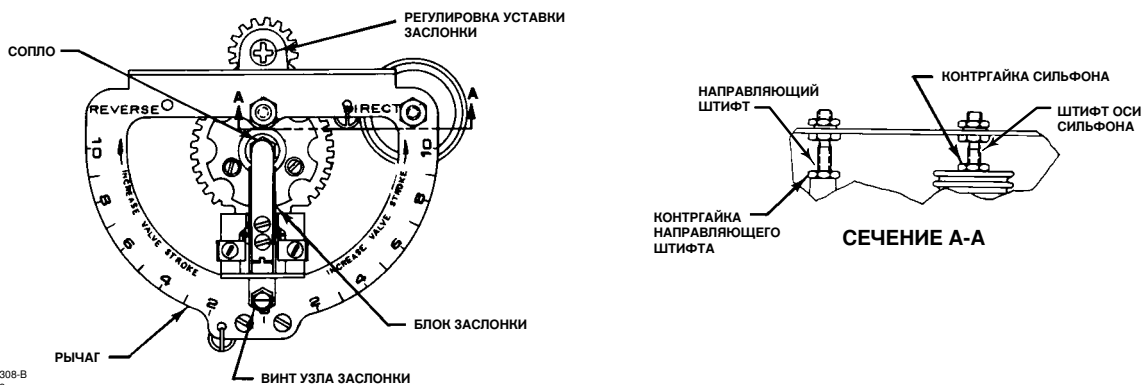 РЕГУЛИРОВКА УСТАВКИ
ЗАСЛОНКИ
СОПЛО
A
A
REVERSE
DIRECT
10
8
6
4
2
2
4
6
8
10
INCREASE VALVE STROKE
INCREASE VALVE STROKE
БЛОК ЗАСЛОНКИ
РЫЧАГ
ВИНТ УЗЛА ЗАСЛОНКИ
308-B
КОНТРГАЙКА СИЛЬФОНА
НАПРАВЛЯЮЩИЙ
ШТИФТ
ШТИФТ ОСИ
СИЛЬФОНА
КОНТРГАЙКА
НАПРАВЛЯЮЩЕГО
ШТИФТА
СЕЧЕНИЕ А-А